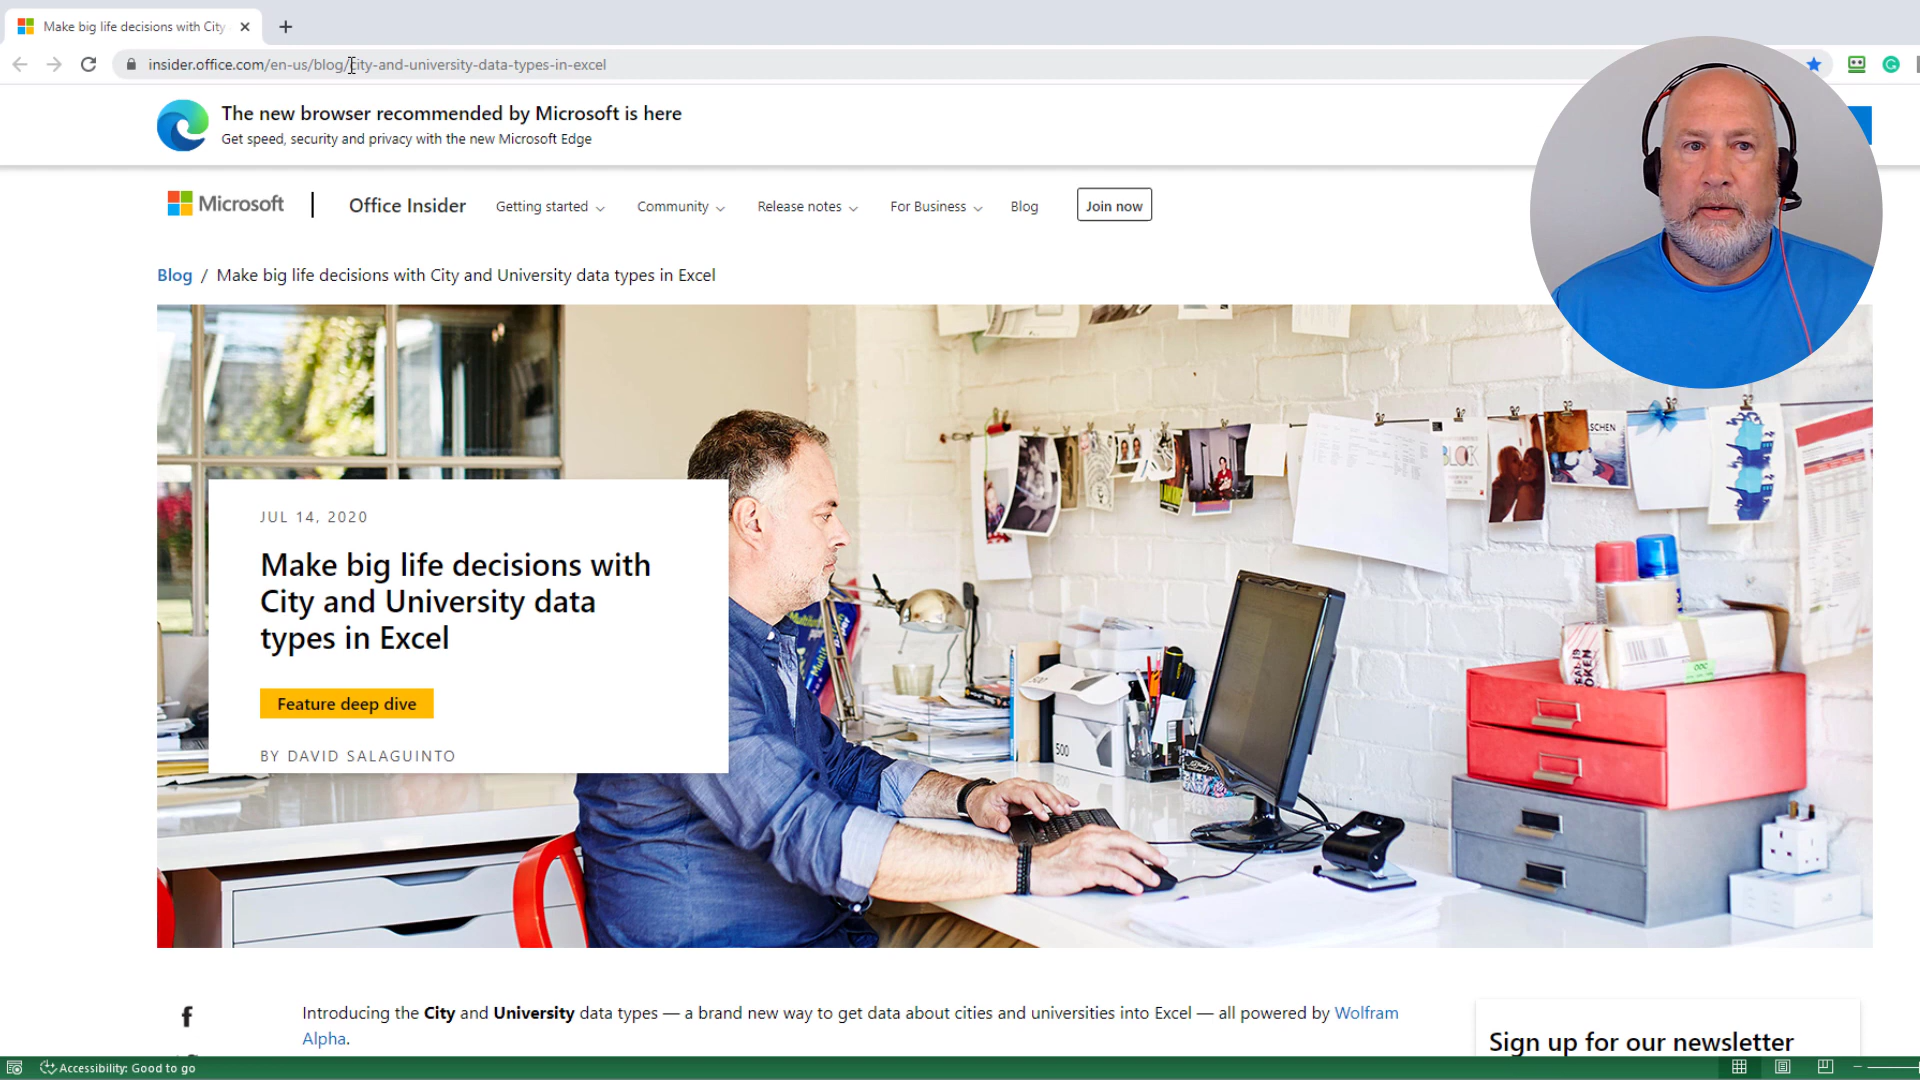 Make big life decisions with City
insider.office.com/en-us/blog/city-and-university-data-types-in-excel
The new browser recommended by Microsoft is here
Get speed, security and privacy with the new Microsoft Edge
Microsoft
Office Insider
Getting started
Community
Release notes
For Business
Blog
Join now
Blog / Make big life decisions with City and University data types in Excel
JUL 14, 2020
Make big life decisions with
City and University data
types in Excel
Feature deep dive
BY DAVID SALAGUINTO
500
Introducing the City and University data types — a brand new way to get data about cities and universities into Excel — all powered by Wolfram
Alpha.
Sign up for our newsletter
Accessibility: Good to go